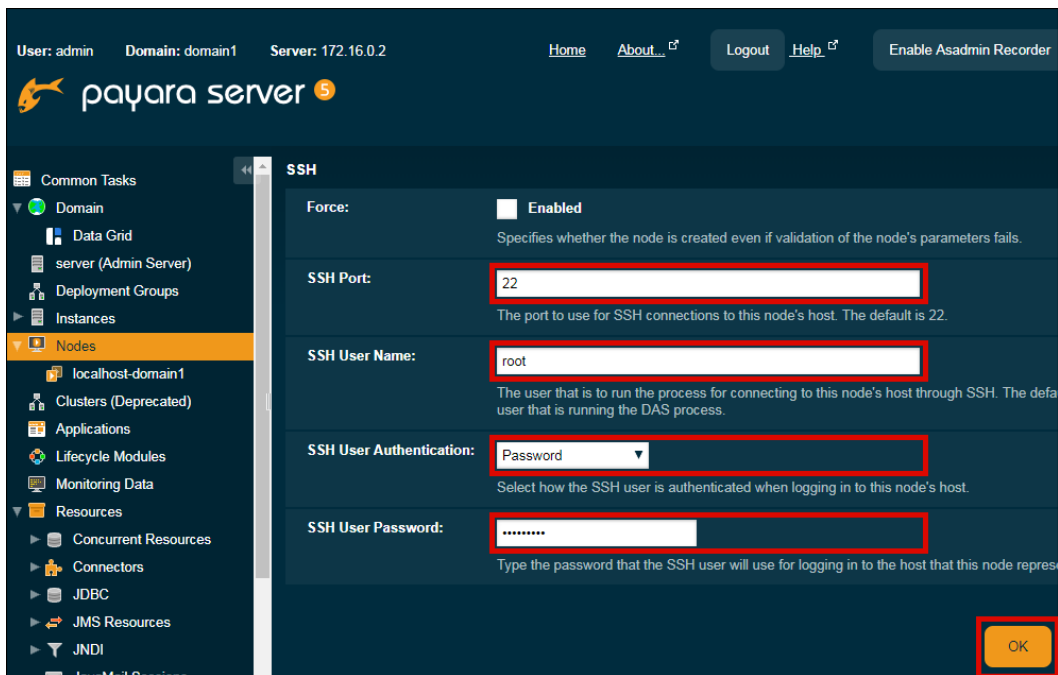 User: admin Domain: domain1 Server: 172.16.0.2 Home About... Logout Help Enable Asadmin Recorder
payara server 5
Common Tasks
Domain
Data Grid
server (Admin Server)
Deployment Groups
Instances
Nodes
localhost-domain1
Clusters (Deprecated)
Applications
Lifecycle Modules
Monitoring Data
Resources
Concurrent Resources
Connectors
JDBC
JMS Resources
JNDI
JavaMail Sessions
SSH
Force: Enabled
Specifies whether the node is created even if validation of the node's parameters fails.
SSH Port: 22
The port to use for SSH connections to this node's host. The default is 22.
SSH User Name: root
The user that is to run the process for connecting to this node's host through SSH. The defa
user that is running the DAS process.
SSH User Authentication: Password
Select how the SSH user is authenticated when logging in to this node's host.
SSH User Password: •••••••••
Type the password that the SSH user will use for logging in to the host that this node repres
OK